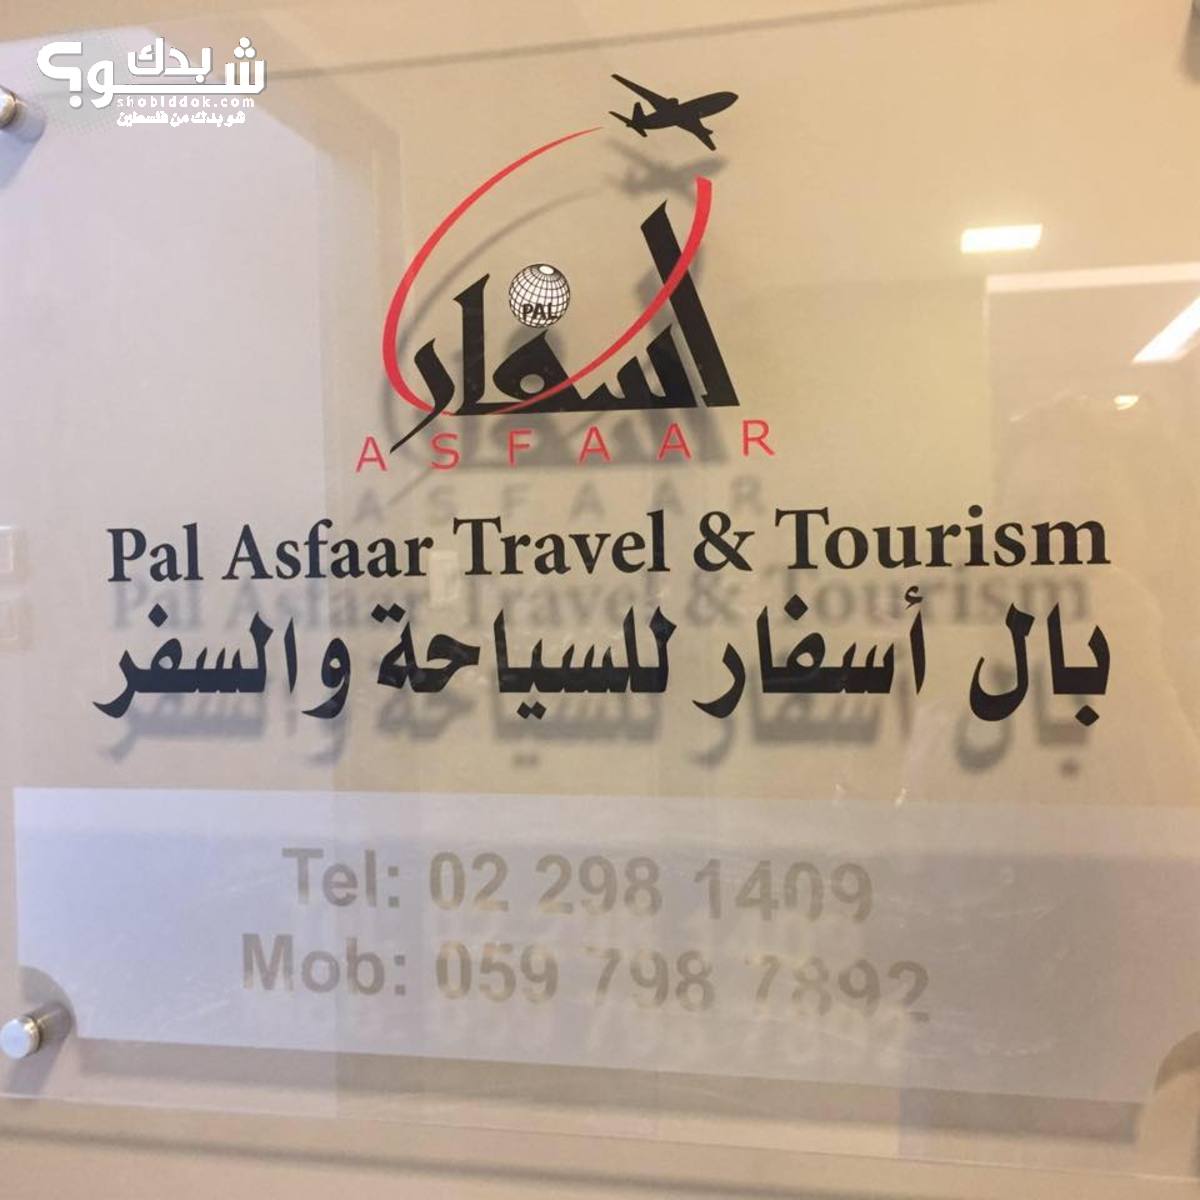 شو بدك؟
shobiddak.com
شو بدك من فلسطين
PAL
أسفار
ASFAAR
Pal Asfaar Travel & Tourism
بال أسفار للسياحة والسفر
Tel: 02 298 1409
Mob: 059 798 7892